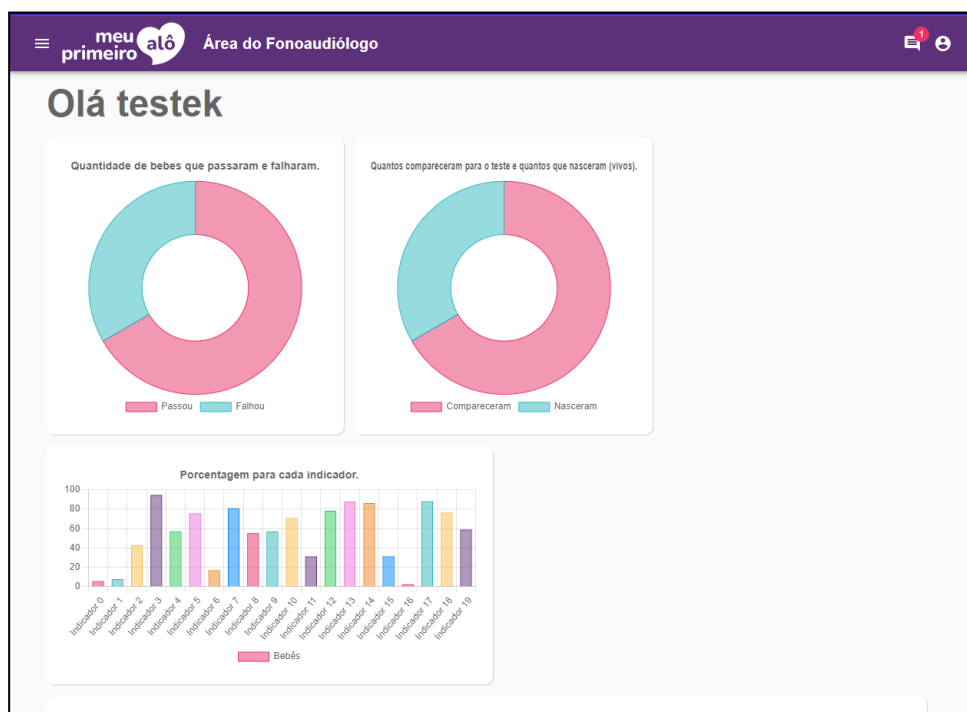 meu
primeiro
alô
Área do Fonoaudiólogo
1
Olá testek
Quantidade de bebes que passaram e falharam.
Passou Falhou
Quantos compareceram para o teste e quantos que nasceram (vivos).
Compareceram Nasceram
Porcentagem para cada indicador.
100
80
60
40
20
0
Indicador 0
Indicador 1
Indicador 2
Indicador 3
Indicador 4
Indicador 5
Indicador 6
Indicador 7
Indicador 8
Indicador 9
Indicador 10
Indicador 11
Indicador 12
Indicador 13
Indicador 14
Indicador 15
Indicador 16
Indicador 17
Indicador 18
Indicador 19
Bebês